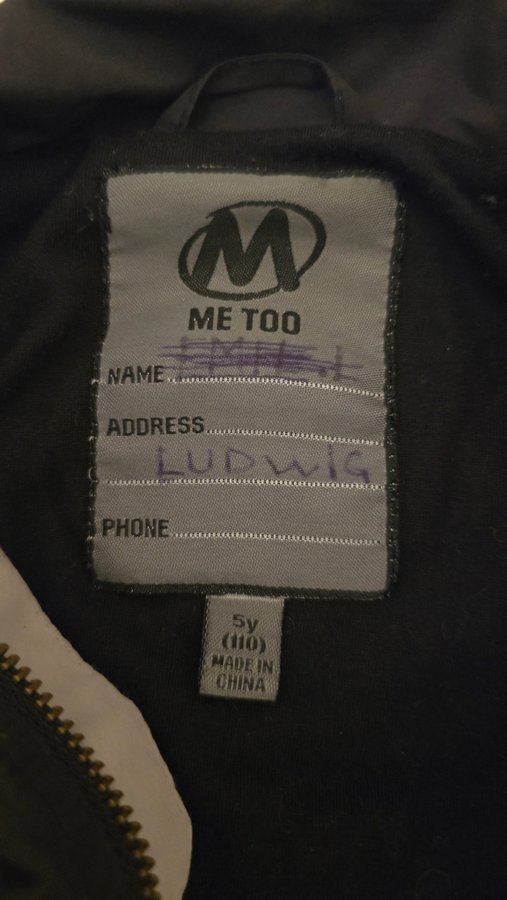 M
ME TOO
NAME
ADDRESS
LUDWIG
PHONE
5y
(110)
MADE IN
CHINA